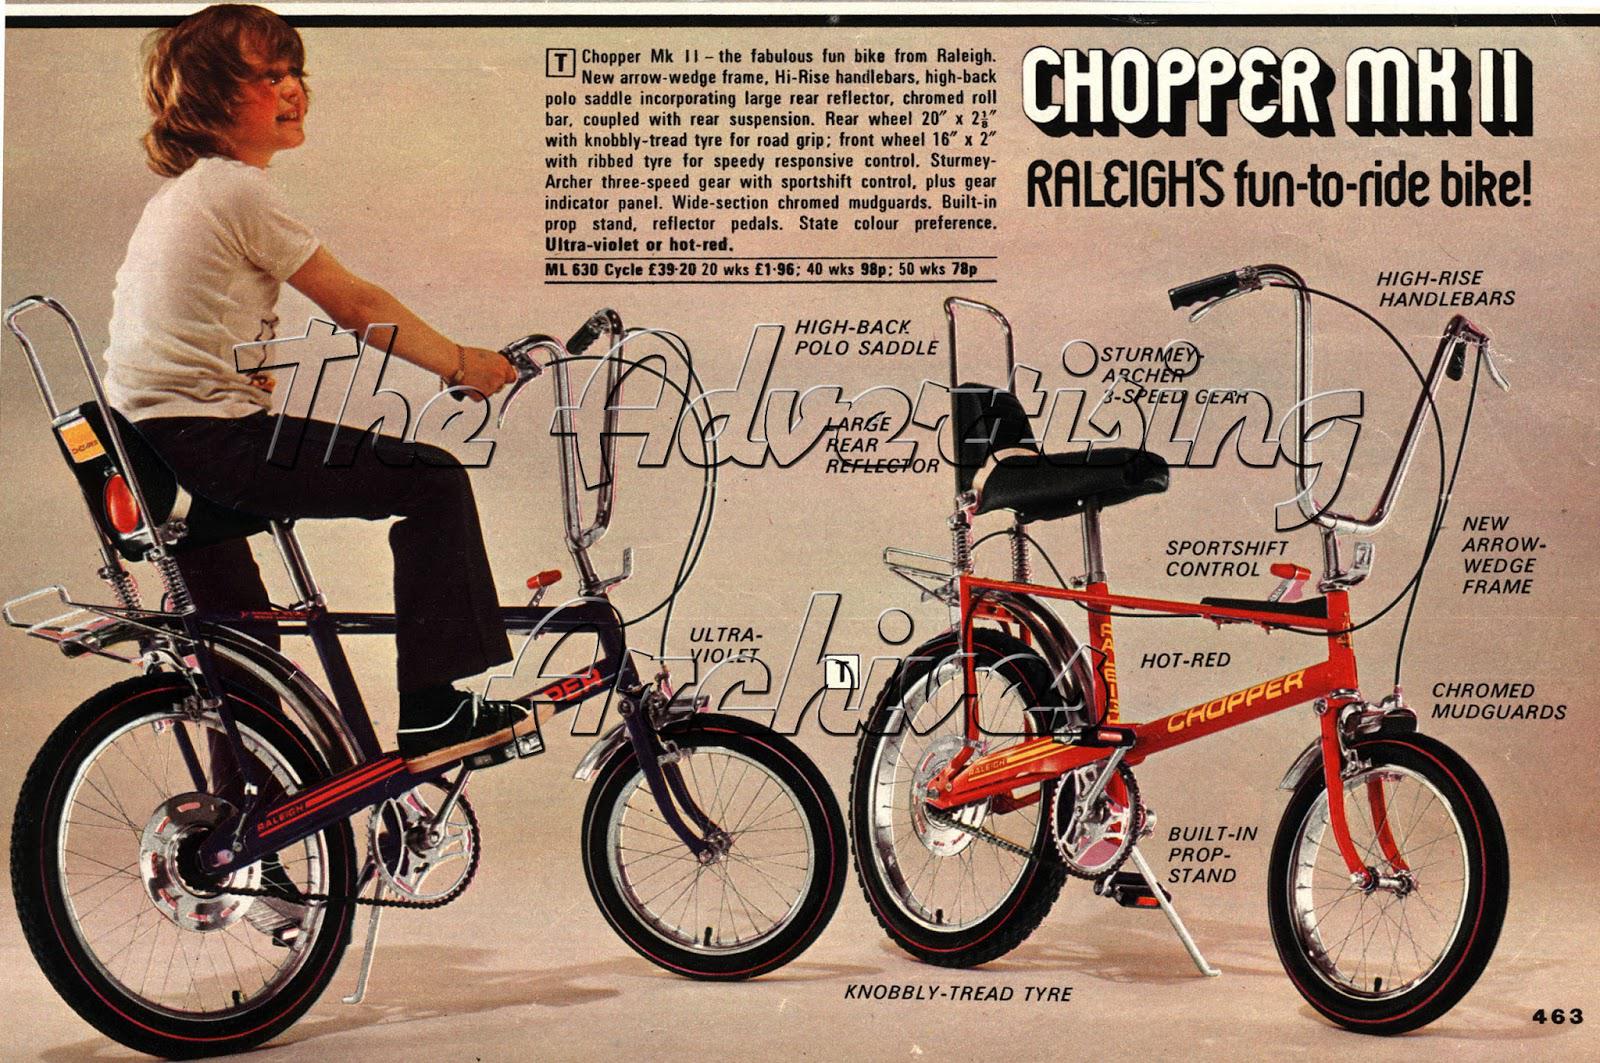 T Chopper Mk II – the fabulous fun bike from Raleigh.
New arrow-wedge frame, Hi-Rise handlebars, high-back
polo saddle incorporating large rear reflector, chromed roll
bar, coupled with rear suspension. Rear wheel 20″ x 2⅛″
with knobbly-tread tyre for road grip; front wheel 16″ x 2″
with ribbed tyre for speedy responsive control. Sturmey-
Archer three-speed gear with sportshift control, plus gear
indicator panel. Wide-section chromed mudguards. Built-in
prop stand, reflector pedals. State colour preference.
Ultra-violet or hot-red.
ML 630 Cycle £39·20 20 wks £1·96; 40 wks 98p; 50 wks 78p
CHOPPER MK II
RALEIGH'S fun-to-ride bike!
HIGH-RISE
HANDLEBARS
HIGH-BACK
POLO SADDLE
STURMEY-
ARCHER
3-SPEED GEAR
LARGE
REAR
REFLECTOR
The Advertising
Archives
SPORTSHIFT
CONTROL
NEW
ARROW-
WEDGE
FRAME
ULTRA-
VIOLET
T
HOT-RED
CHROMED
MUDGUARDS
RALEIGH
CHOPPER
RALEIGH
PER
RALEIGH
BUILT-IN
PROP-
STAND
KNOBBLY-TREAD TYRE
463